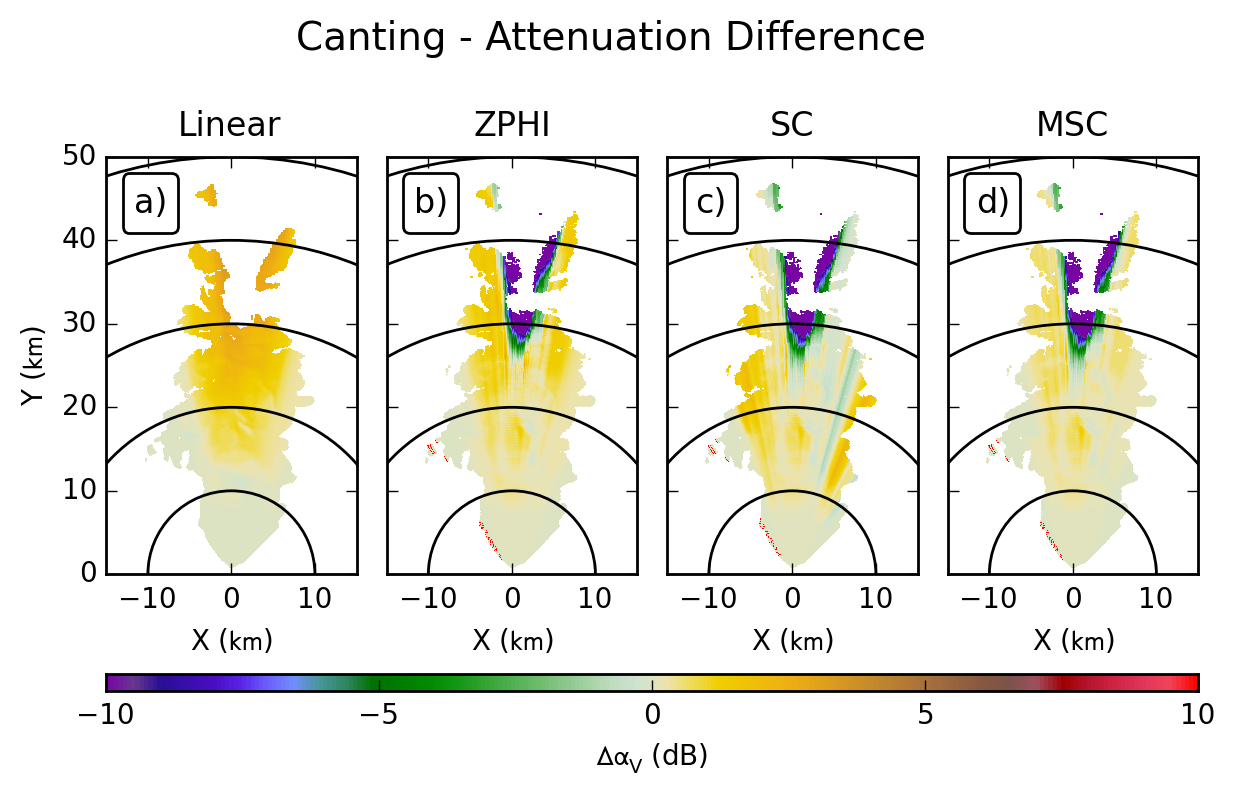 Canting - Attenuation Difference
Linear ZPHI SC MSC
a) b) c) d)
50
40
30
20
10
0
Y (km)
−10 0 10 −10 0 10 −10 0 10 −10 0 10
X (km) X (km) X (km) X (km)
−10 −5 0 5 10
Δα_V (dB)